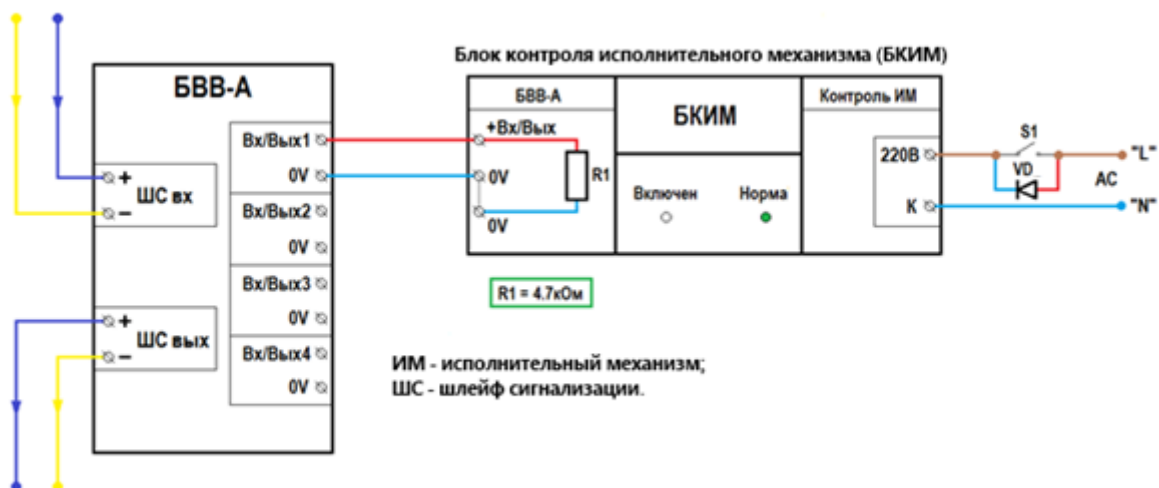 Блок контроля исполнительного механизма (БКИМ)
БВВ-А
Вх/Вых1
0V
Вх/Вых2
0V
Вх/Вых3
0V
Вх/Вых4
0V
+
ШС вх
−
+
ШС вых
−
БВВ-А
+Вх/Вых
0V
R1
0V
БКИМ
Включен
Норма
Контроль ИМ
220В
К
S1
VD
"L"
AC
"N"
R1 = 4.7кОм
ИМ - исполнительный механизм;
ШС - шлейф сигнализации.